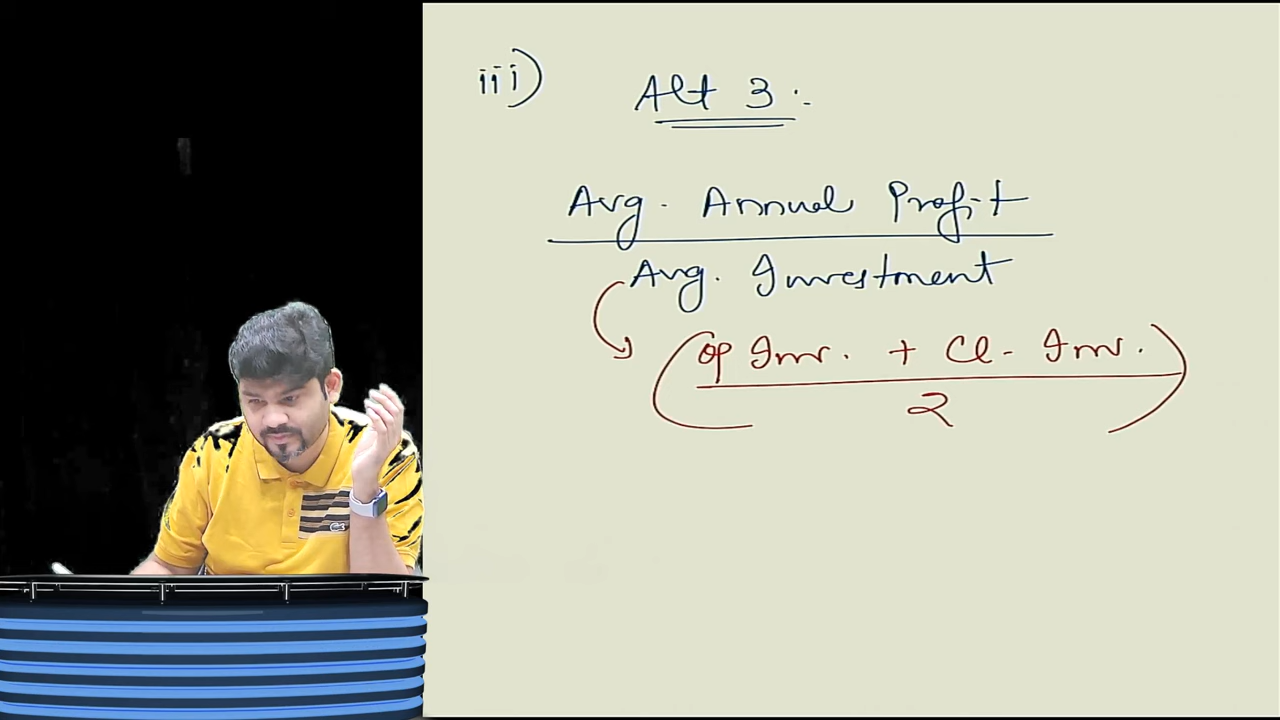 iii) Alt 3 :
Avg. Annual Profit
Avg. Investment
(Op Inv. + Cl. Inv.)
2